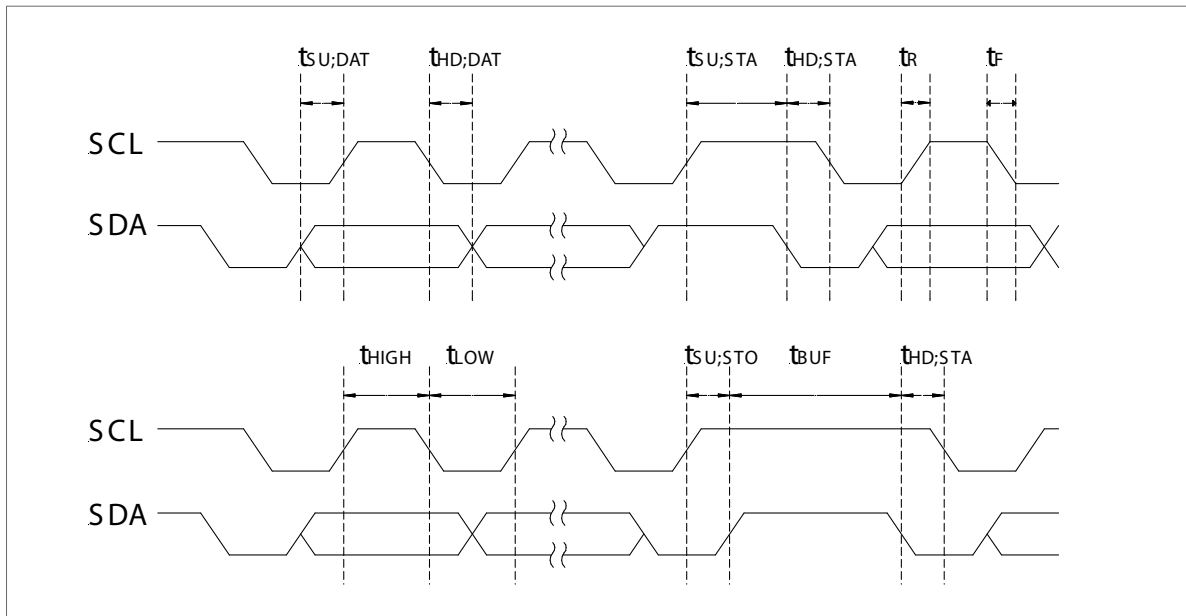 tSU;DAT tHD;DAT tSU;STA tHD;STA tR tF
SCL
SDA
tHIGH tLOW tSU;STO tBUF tHD;STA
SCL
SDA